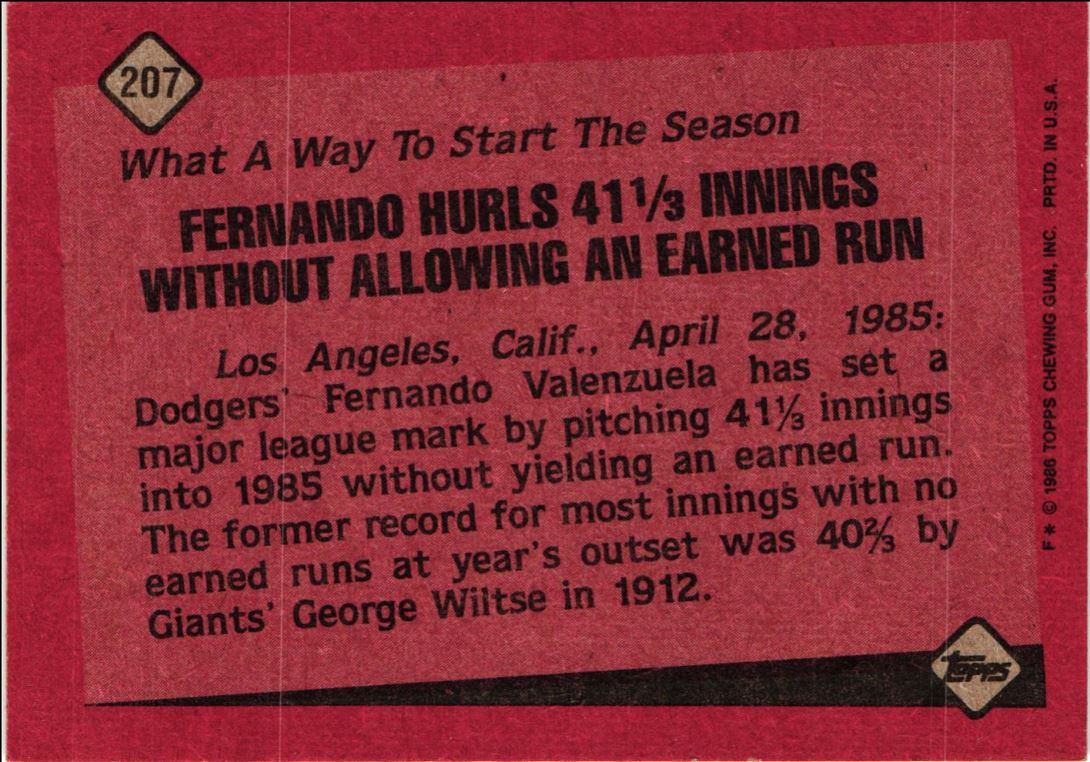 207
What A Way To Start The Season
FERNANDO HURLS 41⅓ INNINGS
WITHOUT ALLOWING AN EARNED RUN
Los Angeles, Calif., April 28, 1985:
Dodgers' Fernando Valenzuela has set a
major league mark by pitching 41⅓ innings
into 1985 without yielding an earned run.
The former record for most innings with no
earned runs at year's outset was 40⅔ by
Giants' George Wiltse in 1912.
TOPPS
F * © 1986 TOPPS CHEWING GUM, INC. PRTD. IN U.S.A.